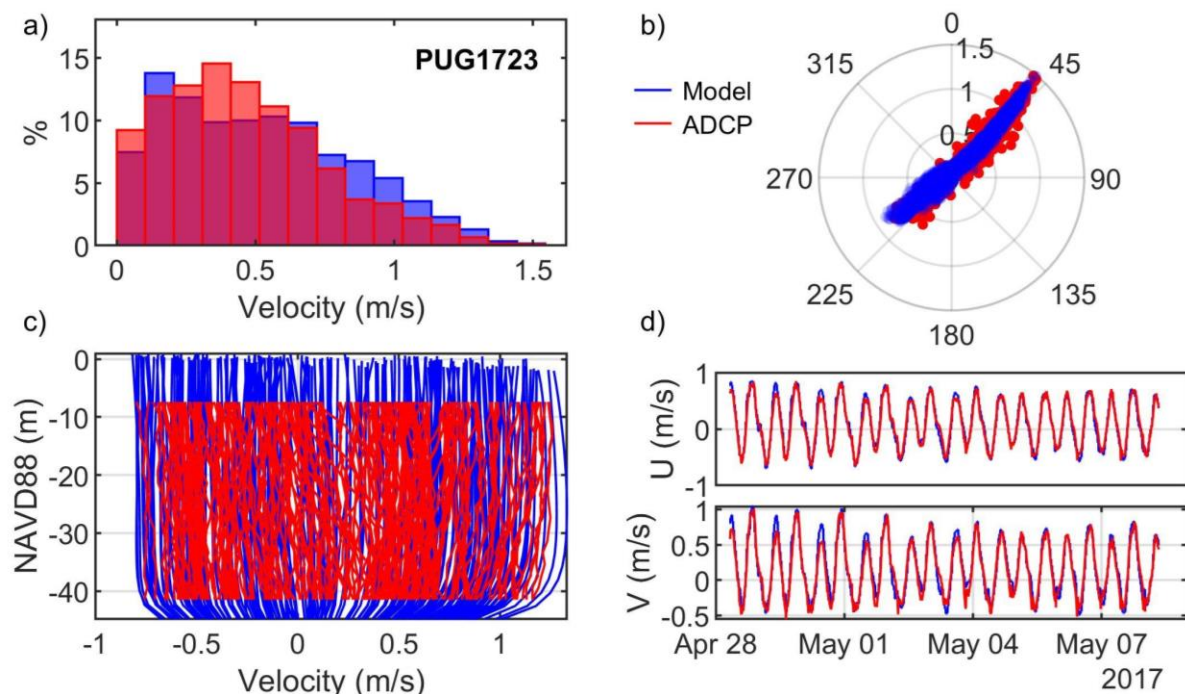 a)
PUG1723
%
15
10
5
0
0
0.5
1
1.5
Velocity (m/s)
b)
Model
ADCP
0
45
90
135
180
225
270
315
0.5
1
1.5
c)
NAVD88 (m)
0
-10
-20
-30
-40
-1
-0.5
0
0.5
1
Velocity (m/s)
d)
U (m/s)
1
0
-1
V (m/s)
1
0.5
0
-0.5
Apr 28
May 01
May 04
May 07
2017